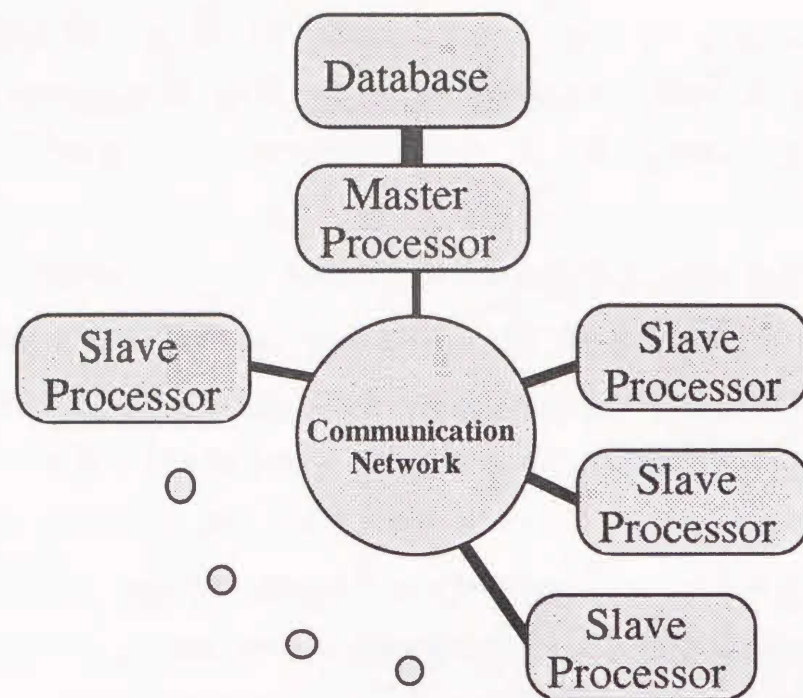 Database
Master
Processor
Slave
Processor
Slave
Processor
Communication
Network
Slave
Processor
Slave
Processor